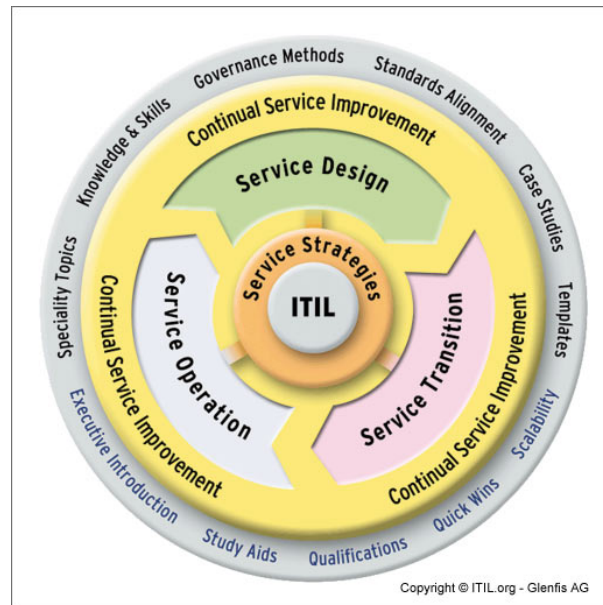 Governance Methods
Standards Alignment
Case Studies
Templates
Scalability
Quick Wins
Qualifications
Study Aids
Executive Introduction
Speciality Topics
Knowledge & Skills
Continual Service Improvement
Continual Service Improvement
Continual Service Improvement
Service Design
Service Transition
Service Operation
Service Strategies
ITIL
Copyright © ITIL.org - Glenfis AG